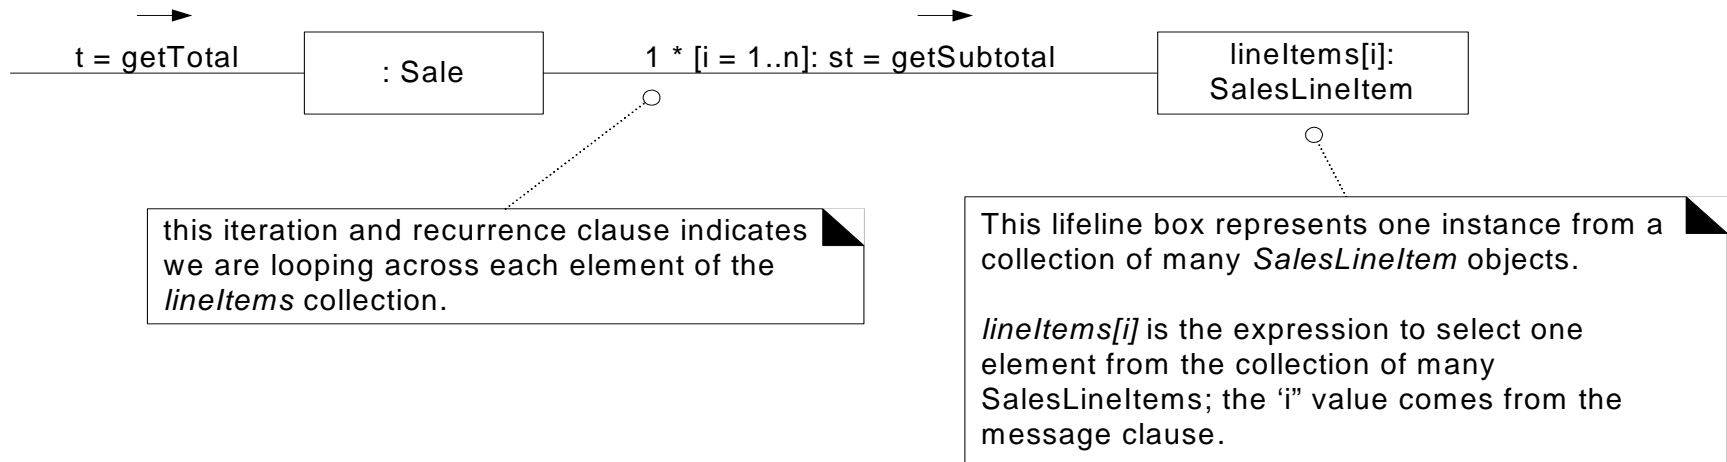 t = getTotal
: Sale
1 * [i = 1..n]: st = getSubtotal
lineItems[i]:
SalesLineItem
this iteration and recurrence clause indicates
we are looping across each element of the
lineItems collection.
This lifeline box represents one instance from a
collection of many SalesLineItem objects.
lineItems[i] is the expression to select one
element from the collection of many
SalesLineItems; the ‘i” value comes from the
message clause.